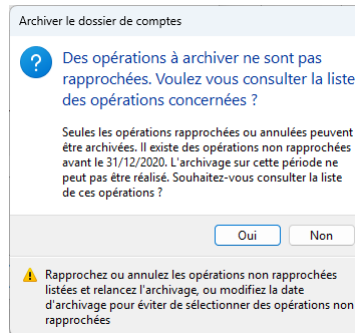 Archiver le dossier de comptes
Des opérations à archiver ne sont pas
rapprochées. Voulez vous consulter la liste
des opérations concernées ?
Seules les opérations rapprochées ou annulées peuvent
être archivées. Il existe des opérations non rapprochées
avant le 31/12/2020. L'archivage sur cette période ne
peut pas être réalisé. Souhaitez-vous consulter la liste
de ces opérations ?
Oui Non
Rapprochez ou annulez les opérations non rapprochées
listées et relancez l'archivage, ou modifiez la date
d'archivage pour éviter de sélectionner des opérations non
rapprochées